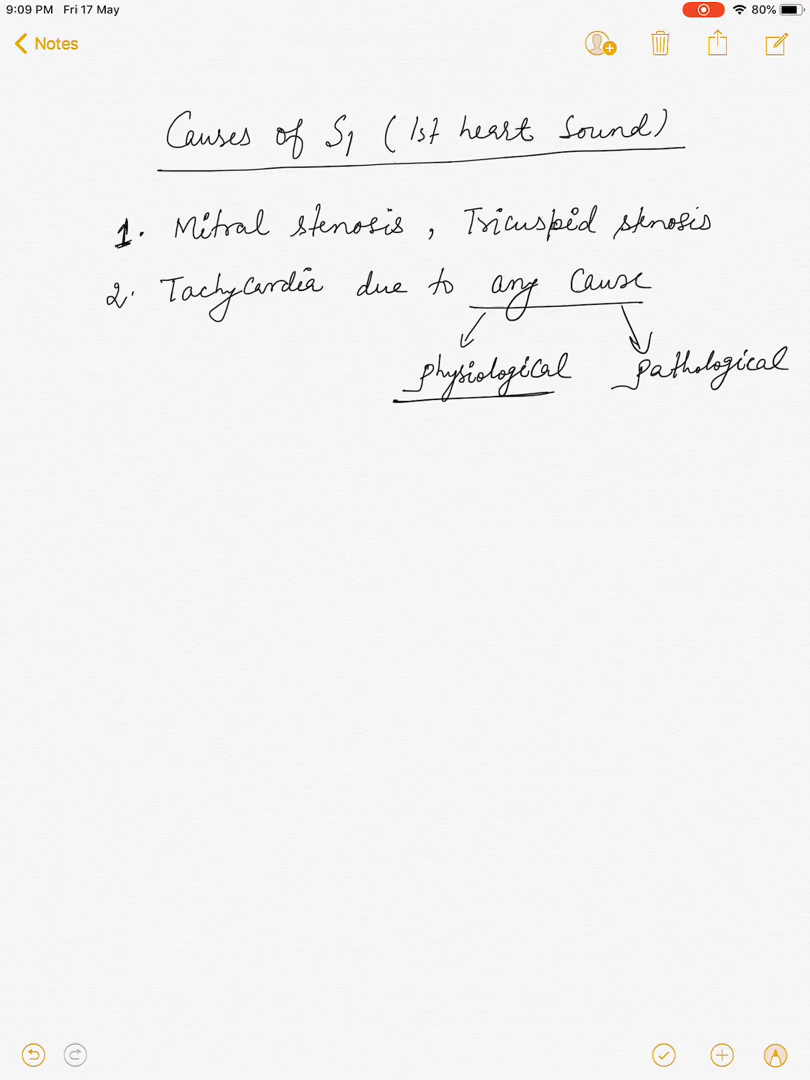 9:09 PM Fri 17 May 80%
Notes
Causes of S1 (1st heart sound)
1. Mitral stenosis, Tricuspid stenosis
2. Tachycardia due to any cause
physiological pathological